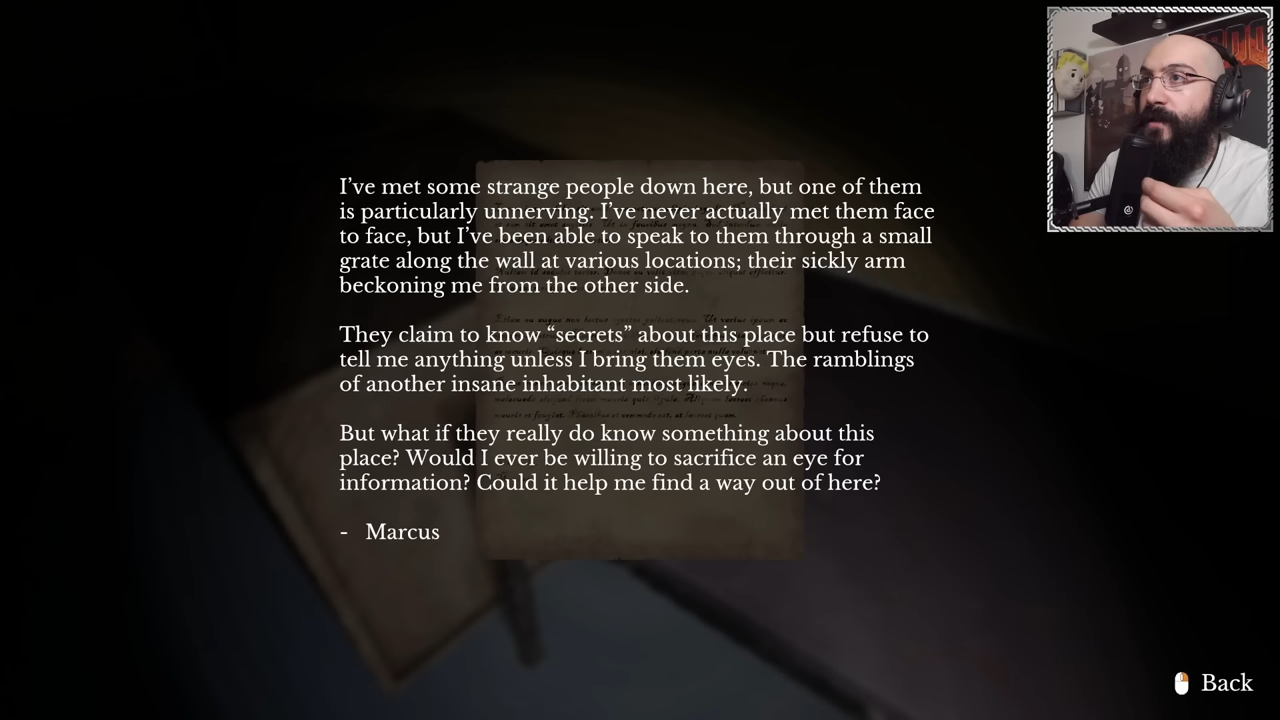 I've met some strange people down here, but one of them
is particularly unnerving. I've never actually met them face
to face, but I've been able to speak to them through a small
grate along the wall at various locations; their sickly arm
beckoning me from the other side.
They claim to know “secrets” about this place but refuse to
tell me anything unless I bring them eyes. The ramblings
of another insane inhabitant most likely.
But what if they really do know something about this
place? Would I ever be willing to sacrifice an eye for
information? Could it help me find a way out of here?
- Marcus
Back